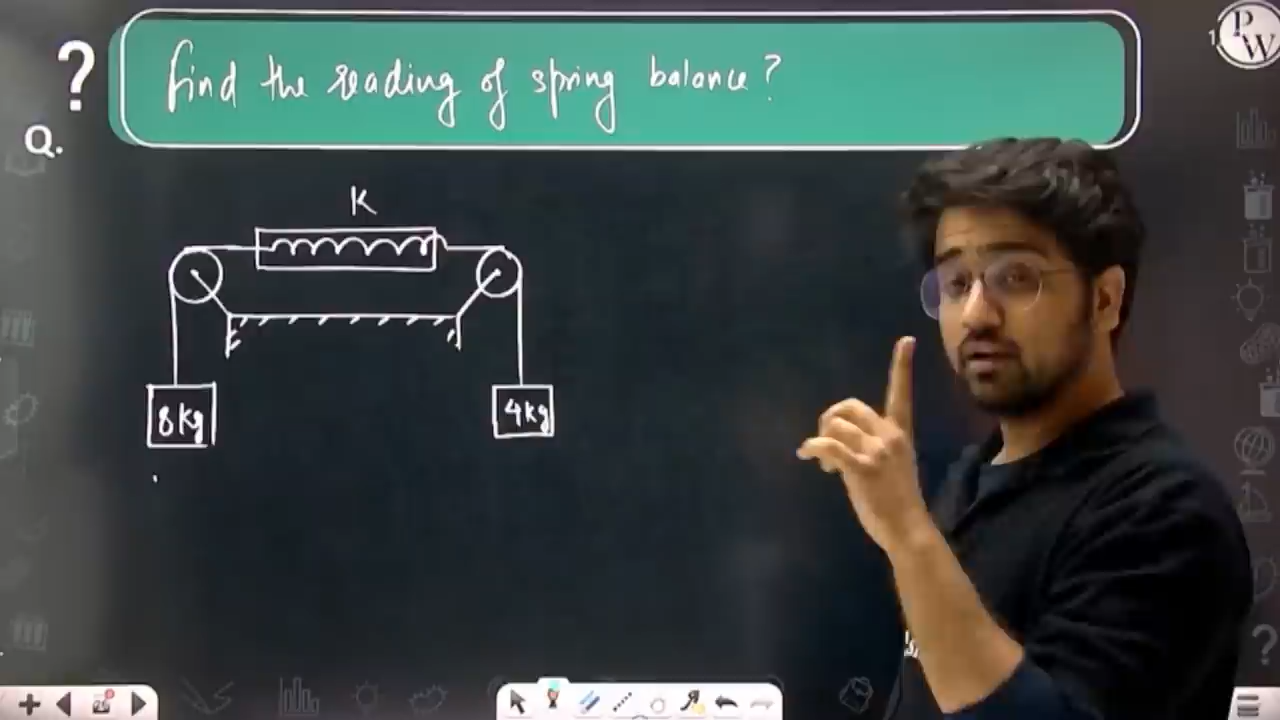 ?
find the reading of spring balance?
Q.
K
8kg
4kg
PW